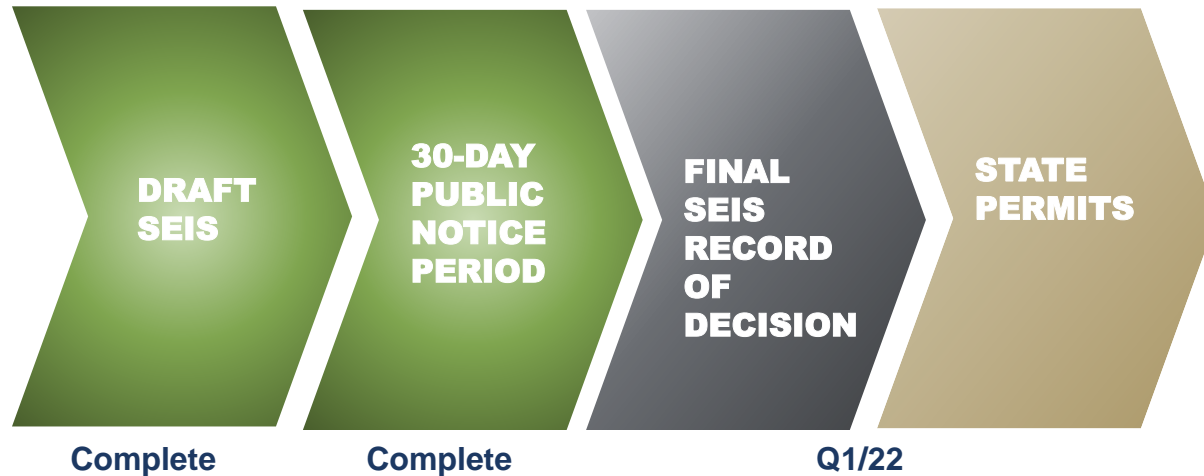 DRAFT
SEIS
30-DAY
PUBLIC
NOTICE
PERIOD
FINAL
SEIS
RECORD
OF
DECISION
STATE
PERMITS
Complete
Complete
Q1/22